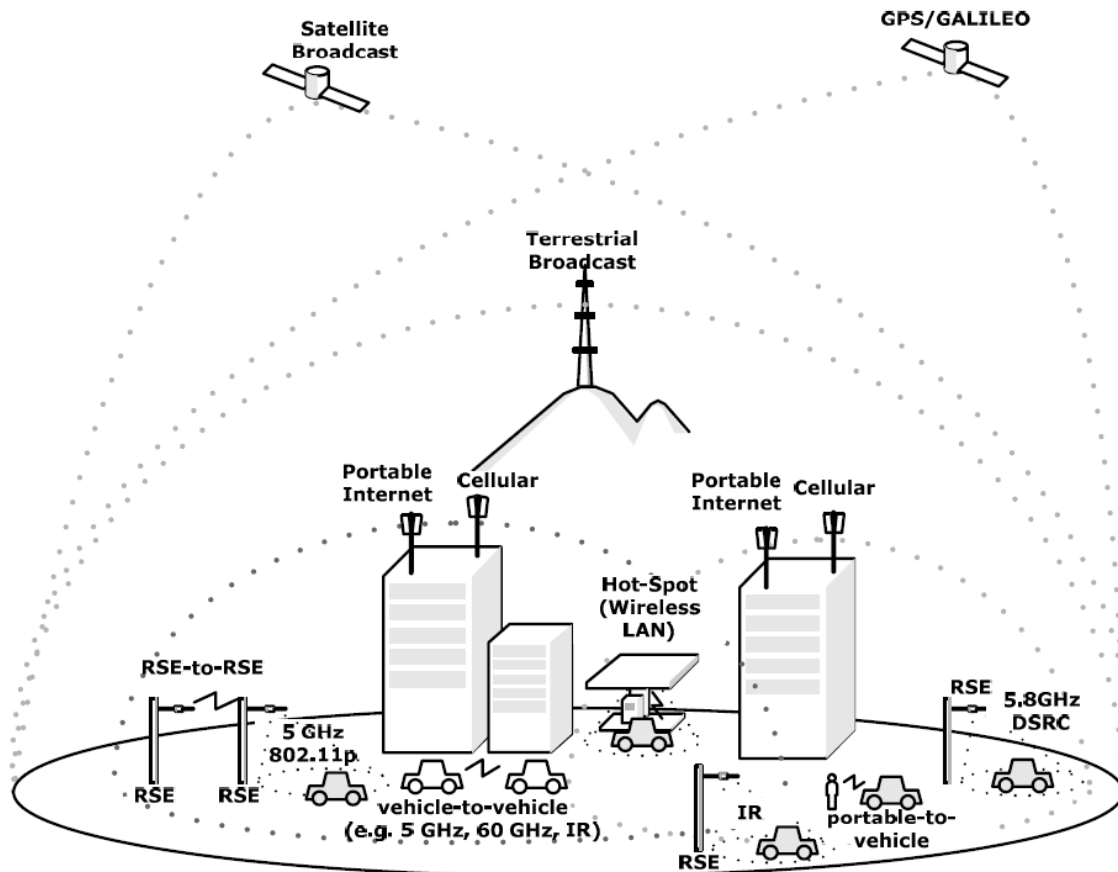 Satellite
Broadcast
GPS/GALILEO
Terrestrial
Broadcast
Portable
Internet
Cellular
Portable
Internet
Cellular
Hot-Spot
(Wireless
LAN)
RSE-to-RSE
RSE
RSE
5 GHz
802.11p
vehicle-to-vehicle
(e.g. 5 GHz, 60 GHz, IR)
RSE
IR
portable-to-
vehicle
RSE
5.8GHz
DSRC